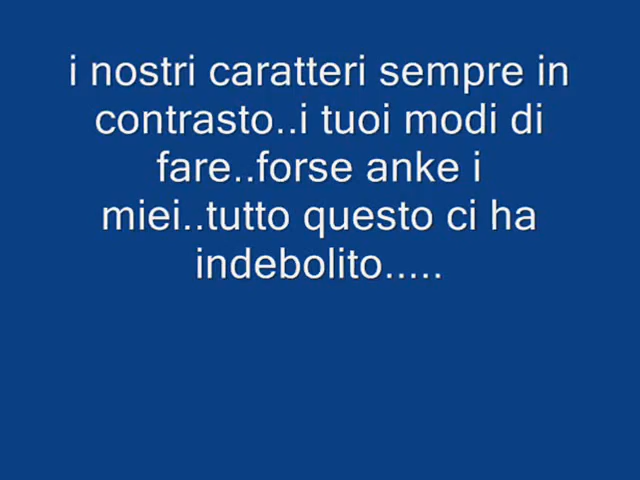 i nostri caratteri sempre in
contrasto..i tuoi modi di
fare..forse anke i
miei..tutto questo ci ha
indebolito.....